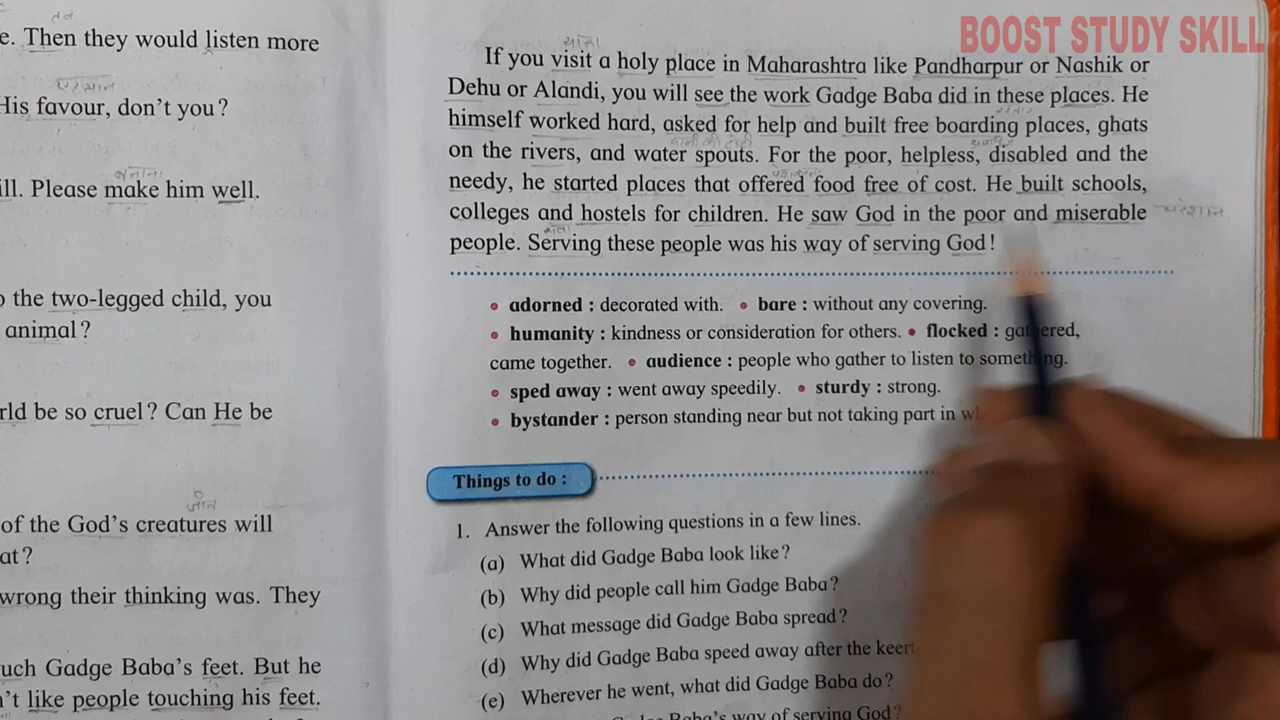 BOOST STUDY SKILL
e. Then they would listen more
His favour, don't you?
ill. Please make him well.
बनाना
o the two-legged child, you
animal?
rld be so cruel? Can He be
of the God's creatures will
at?
wrong their thinking was. They
uch Gadge Baba's feet. But he
n't like people touching his feet.
If you visit a holy place in Maharashtra like Pandharpur or Nashik or
Dehu or Alandi, you will see the work Gadge Baba did in these places. He
himself worked hard, asked for help and built free boarding places, ghats
on the rivers, and water spouts. For the poor, helpless, disabled and the
needy, he started places that offered food free of cost. He built schools,
colleges and hostels for children. He saw God in the poor and miserable
परेशान
people. Serving these people was his way of serving God!
• adorned : decorated with. • bare : without any covering.
• humanity : kindness or consideration for others. • flocked : gathered,
came together. • audience : people who gather to listen to something.
• sped away : went away speedily. • sturdy : strong.
• bystander : person standing near but not taking part in
Things to do :
1. Answer the following questions in a few lines.
(a) What did Gadge Baba look like?
(b) Why did people call him Gadge Baba?
(c) What message did Gadge Baba spread?
(d) Why did Gadge Baba speed away after the
(e) Wherever he went, what did Gadge Baba do?
Baba's way of serving God?